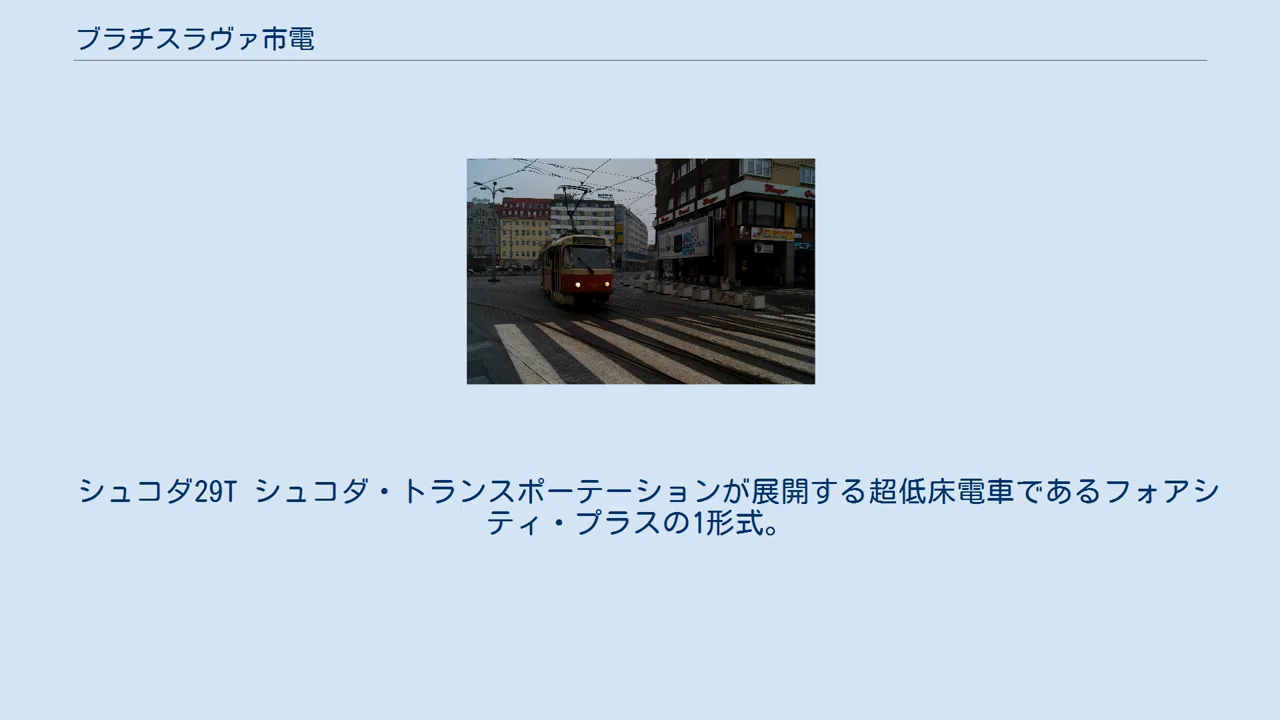 ブラチスラヴァ市電
シュコダ29T シュコダ・トランスポーテーションが展開する超低床電車であるフォアシ
ティ・プラスの1形式。